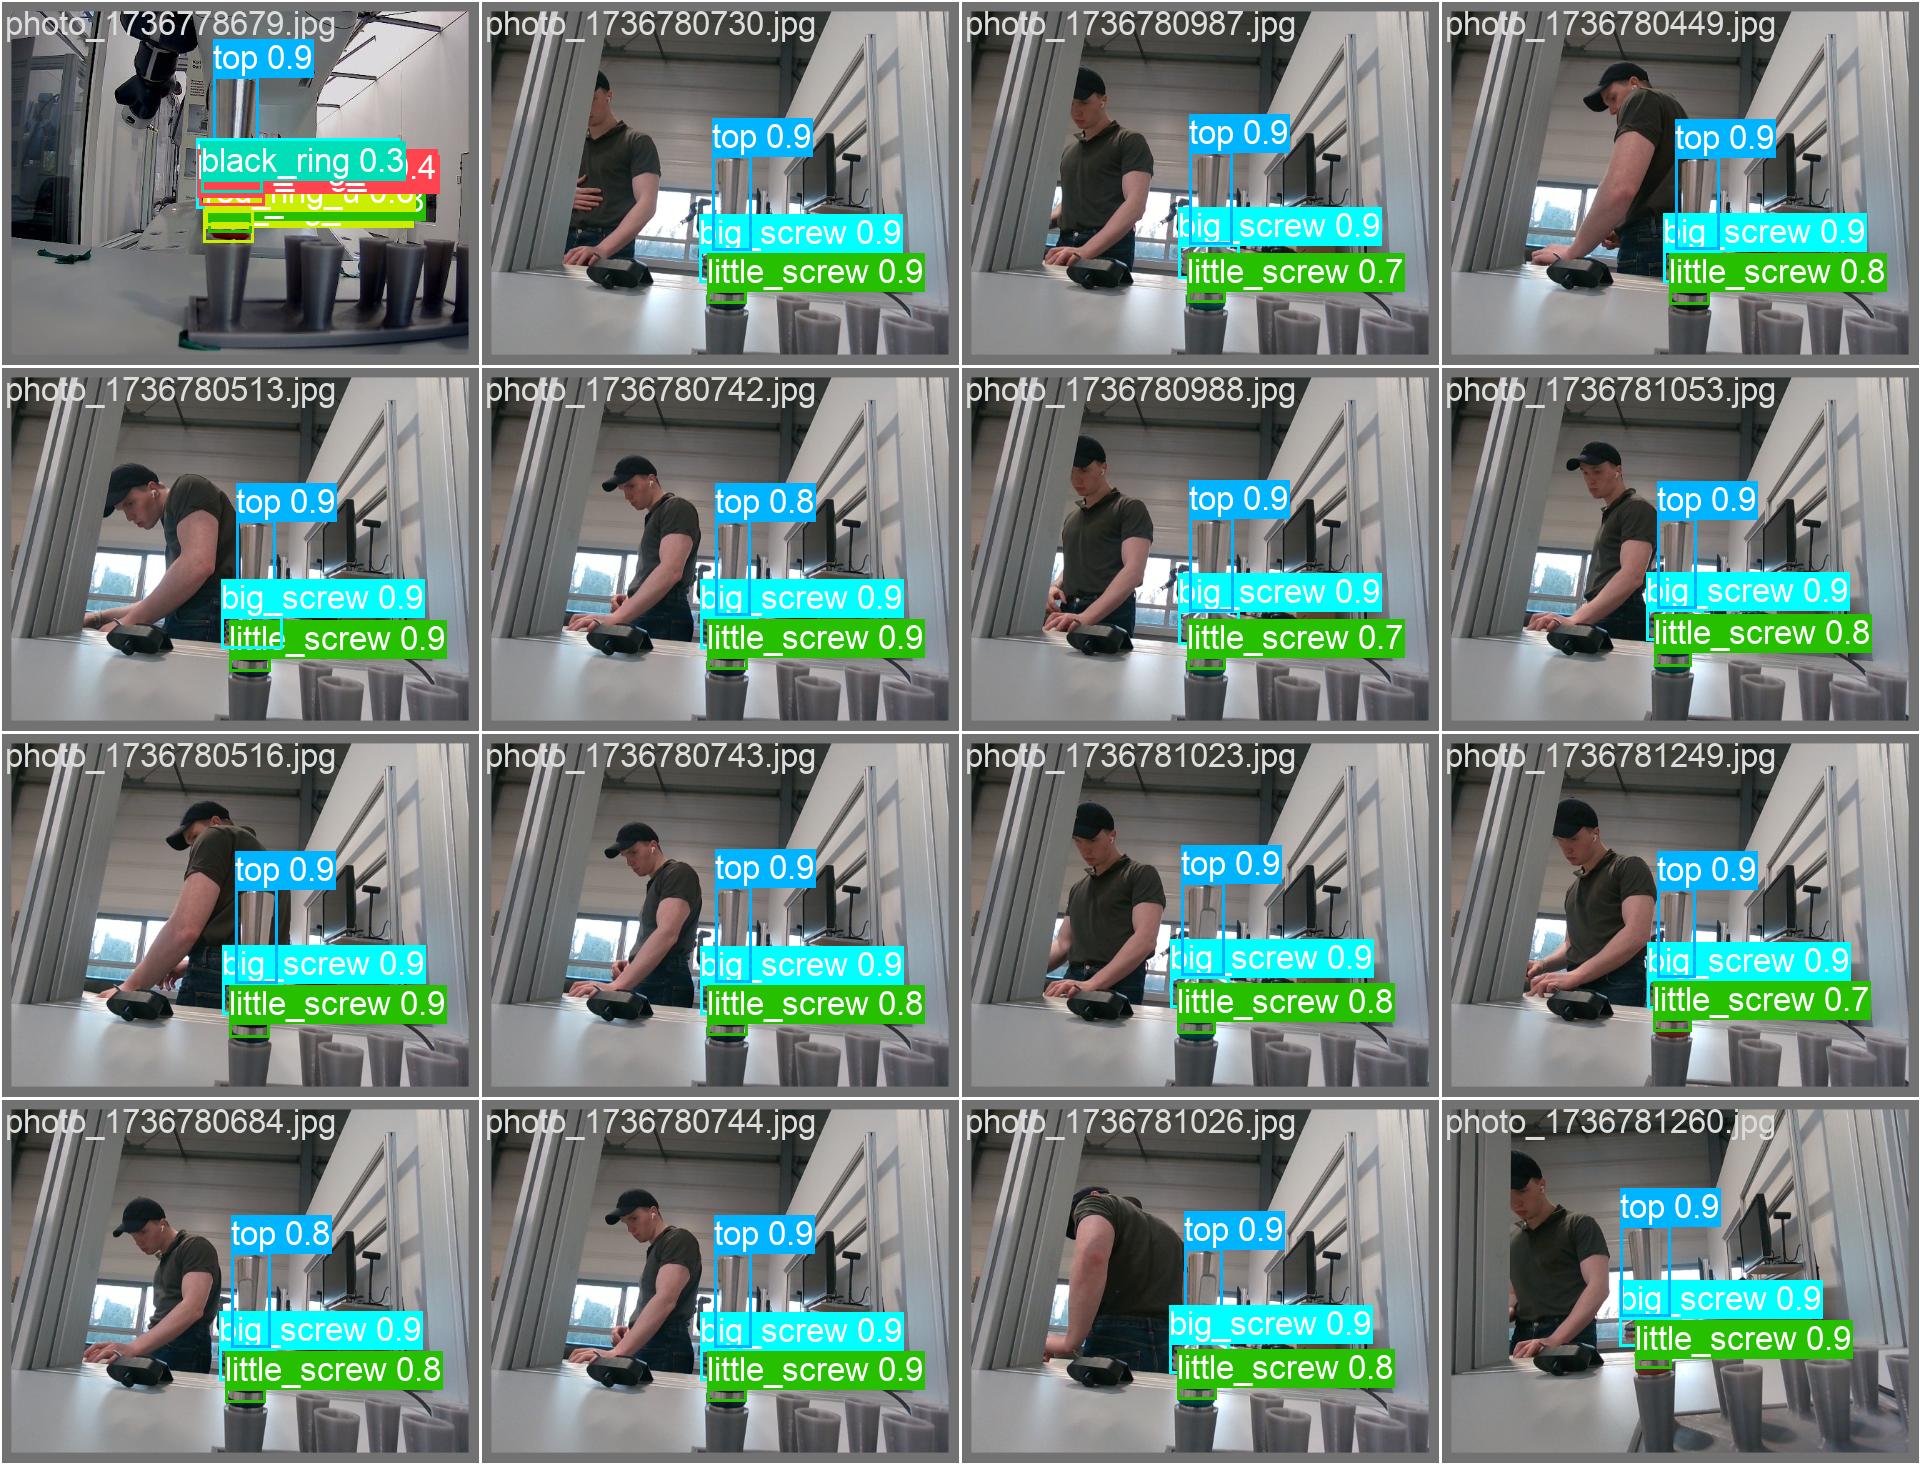 photo_1736778679.jpg
top 0.9
black_ring 0.3
0.4
photo_1736780730.jpg
top 0.9
big_screw 0.9
little_screw 0.9
photo_1736780987.jpg
top 0.9
big_screw 0.9
little_screw 0.7
photo_1736780449.jpg
top 0.9
big_screw 0.9
little_screw 0.8
photo_1736780513.jpg
top 0.9
big_screw 0.9
little_screw 0.9
photo_1736780742.jpg
top 0.8
big_screw 0.9
little_screw 0.9
photo_1736780988.jpg
top 0.9
big_screw 0.9
little_screw 0.7
photo_1736781053.jpg
top 0.9
big_screw 0.9
little_screw 0.8
photo_1736780516.jpg
top 0.9
big_screw 0.9
little_screw 0.9
photo_1736780743.jpg
top 0.9
big_screw 0.9
little_screw 0.8
photo_1736781023.jpg
top 0.9
big_screw 0.9
little_screw 0.8
photo_1736781249.jpg
top 0.9
big_screw 0.9
little_screw 0.7
photo_1736780684.jpg
top 0.8
big_screw 0.9
little_screw 0.8
photo_1736780744.jpg
top 0.9
big_screw 0.9
little_screw 0.9
photo_1736781026.jpg
top 0.9
big_screw 0.9
little_screw 0.8
photo_1736781260.jpg
top 0.9
big_screw 0.9
little_screw 0.9